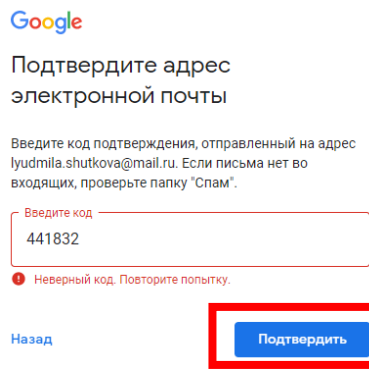 Google
Подтвердите адрес
электронной почты
Введите код подтверждения, отправленный на адрес
lyudmila.shutkova@mail.ru. Если письма нет во
входящих, проверьте папку "Спам".
Введите код
441832
Неверный код. Повторите попытку.
Назад
Подтвердить